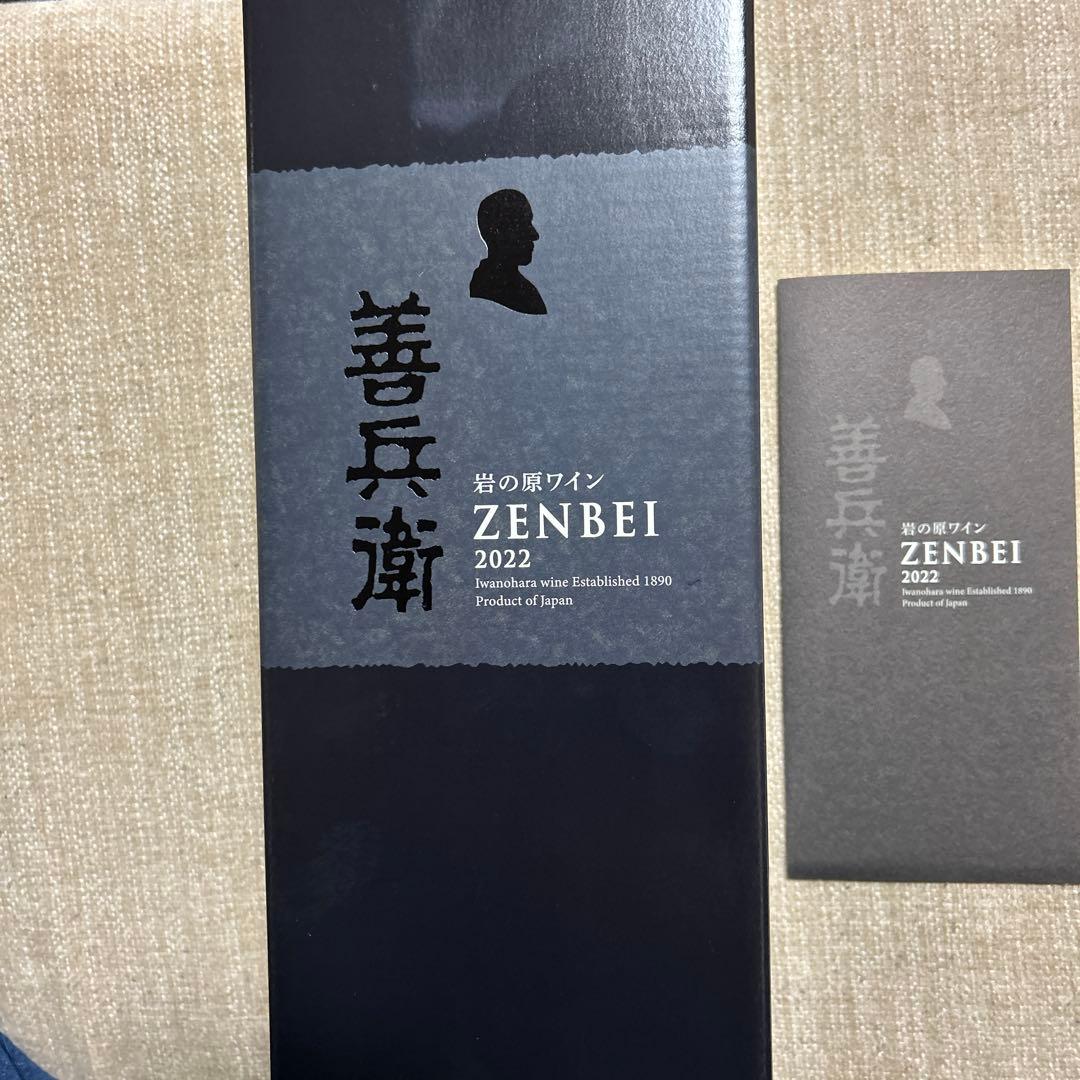 善兵衛
岩の原ワイン
ZENBEI
2022
Iwanohara wine Established 1890
Product of Japan
善兵衛
岩の原ワイン
ZENBEI
2022
Iwanohara wine Established 1890
Product of Japan